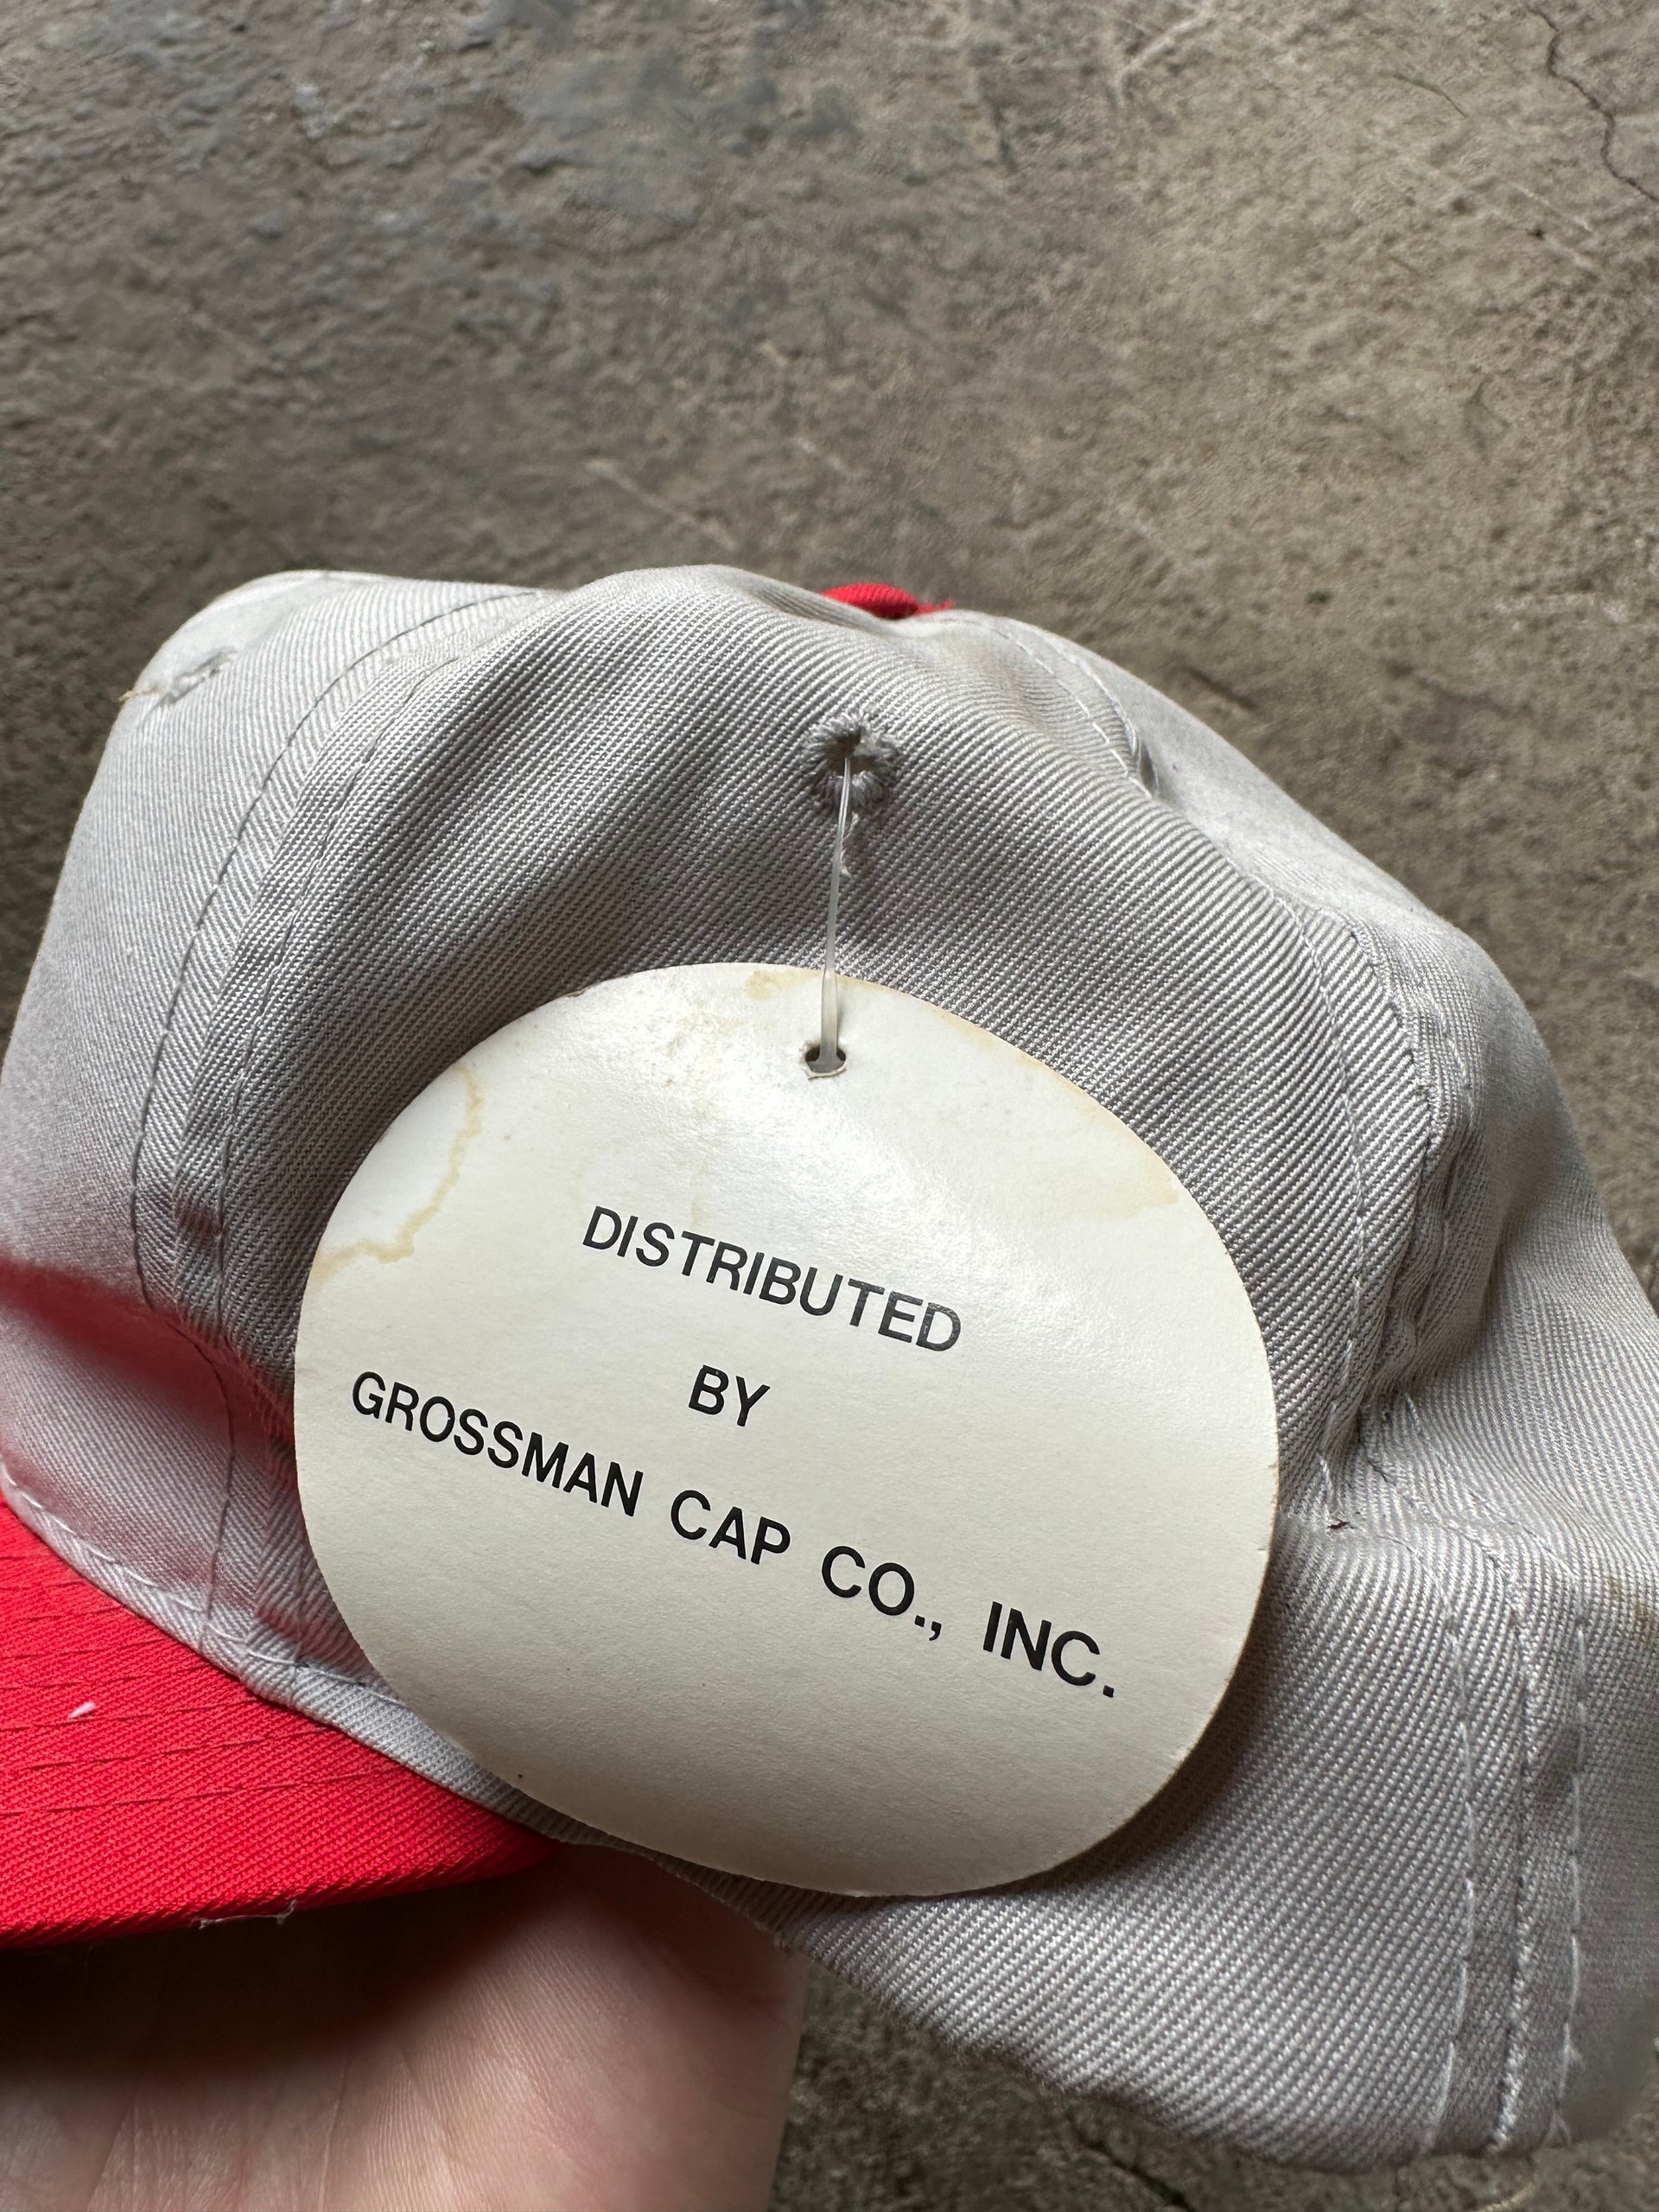 DISTRIBUTED
BY
GROSSMAN CAP CO., INC.